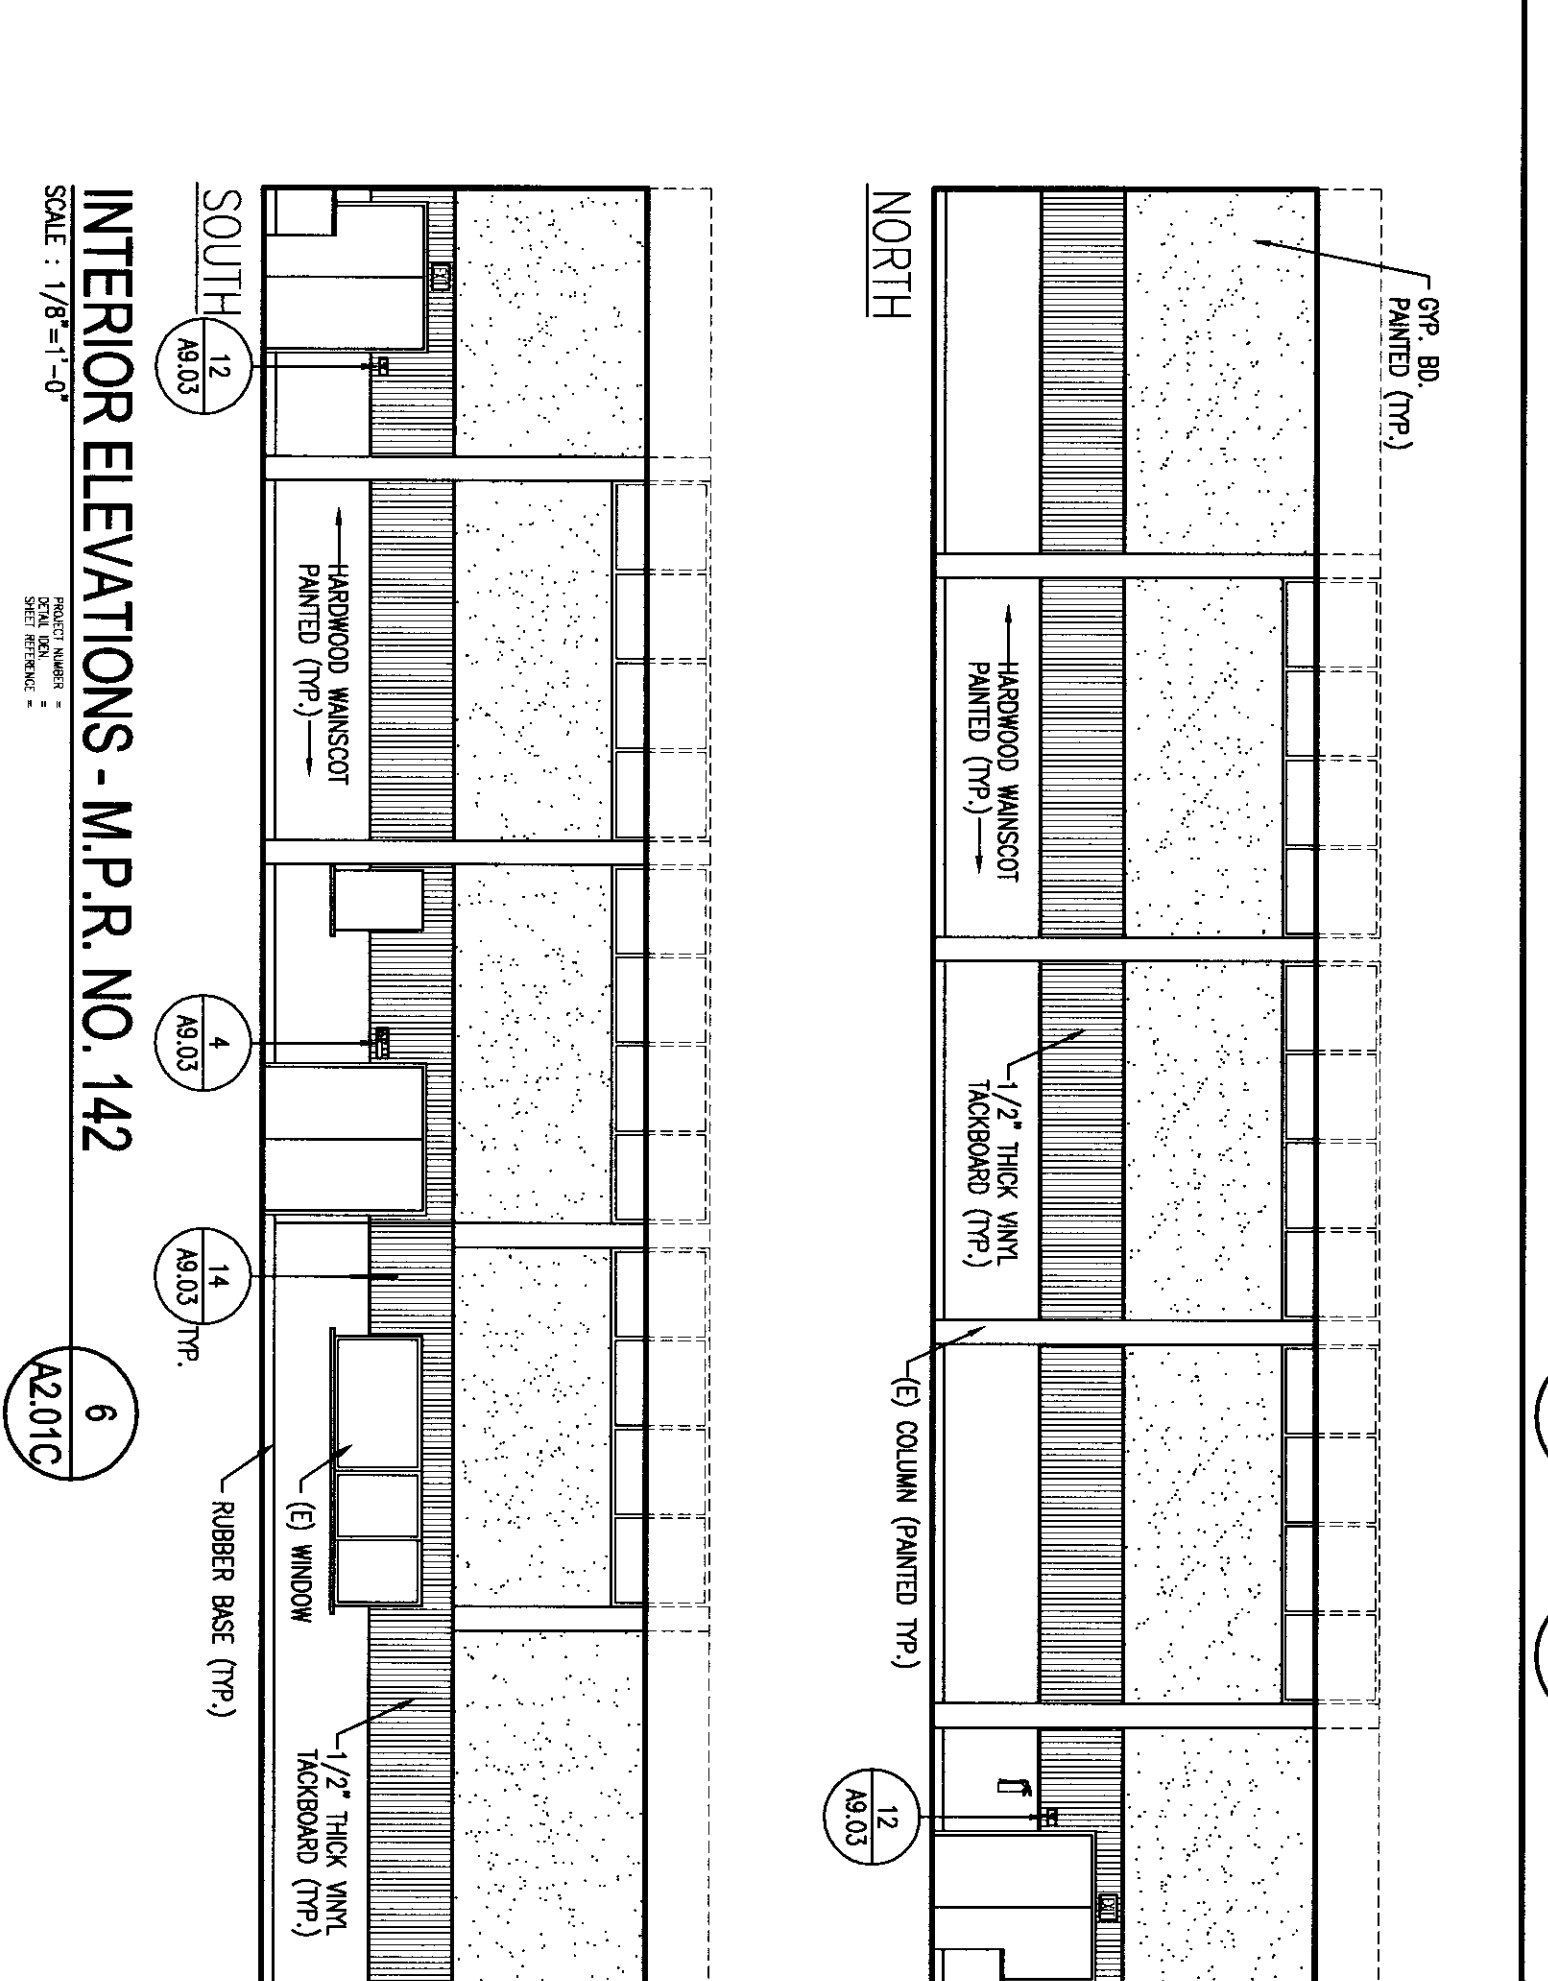 GYP. BD.
PAINTED (TYP.)
HARDWOOD WAINSCOT
PAINTED (TYP.)
1/2" THICK VINYL
TACKBOARD (TYP.)
(E) COLUMN (PAINTED TYP.)
EXIT
12
A9.03
NORTH
EXIT
HARDWOOD WAINSCOT
PAINTED (TYP.)
(E) WINDOW
1/2" THICK VINYL
TACKBOARD (TYP.)
RUBBER BASE (TYP.)
SOUTH
12
A9.03
4
A9.03
14
A9.03 TYP.
INTERIOR ELEVATIONS - M.P.R. NO. 142
SCALE : 1/8"=1'-0"
PROJECT NUMBER =
DETAIL IDEN. =
SHEET REFERENCE =
6
A2.01C